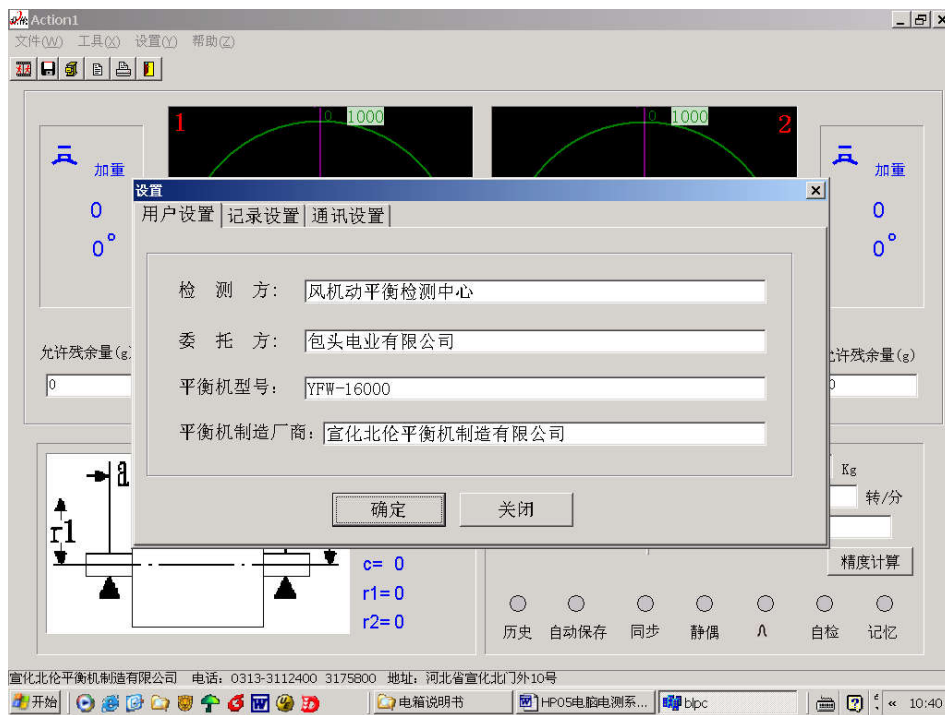 Action1
文件(W) 工具(X) 设置(Y) 帮助(Z)
1 0 1000
0 1000 2
加重
0
0°
加重
0
0°
设置
用户设置 记录设置 通讯设置
检 测 方: 风机动平衡检测中心
委 托 方: 包头电业有限公司
平衡机型号: YFW-16000
平衡机制造厂商: 宣化北伦平衡机制造有限公司
确定 关闭
允许残余量(g
0
许残余量(g)
0
a
r1
c= 0
r1= 0
r2= 0
Kg
转/分
精度计算
历史 自动保存 同步 静偶 自检 记忆
宣化北伦平衡机制造有限公司 电话: 0313-3112400 3175800 地址: 河北省宣化北门外10号
开始 电箱说明书 HP05电脑电测系... blpc « 10:40